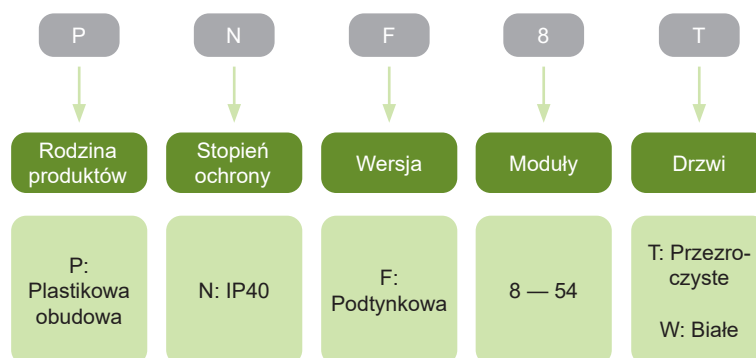 P N F 8 T
Rodzina
produktów
Stopień
ochrony
Wersja
Moduły
Drzwi
P:
Plastikowa
obudowa
N: IP40
F:
Podtynkowa
8 — 54
T: Przezro-
czyste
W: Białe